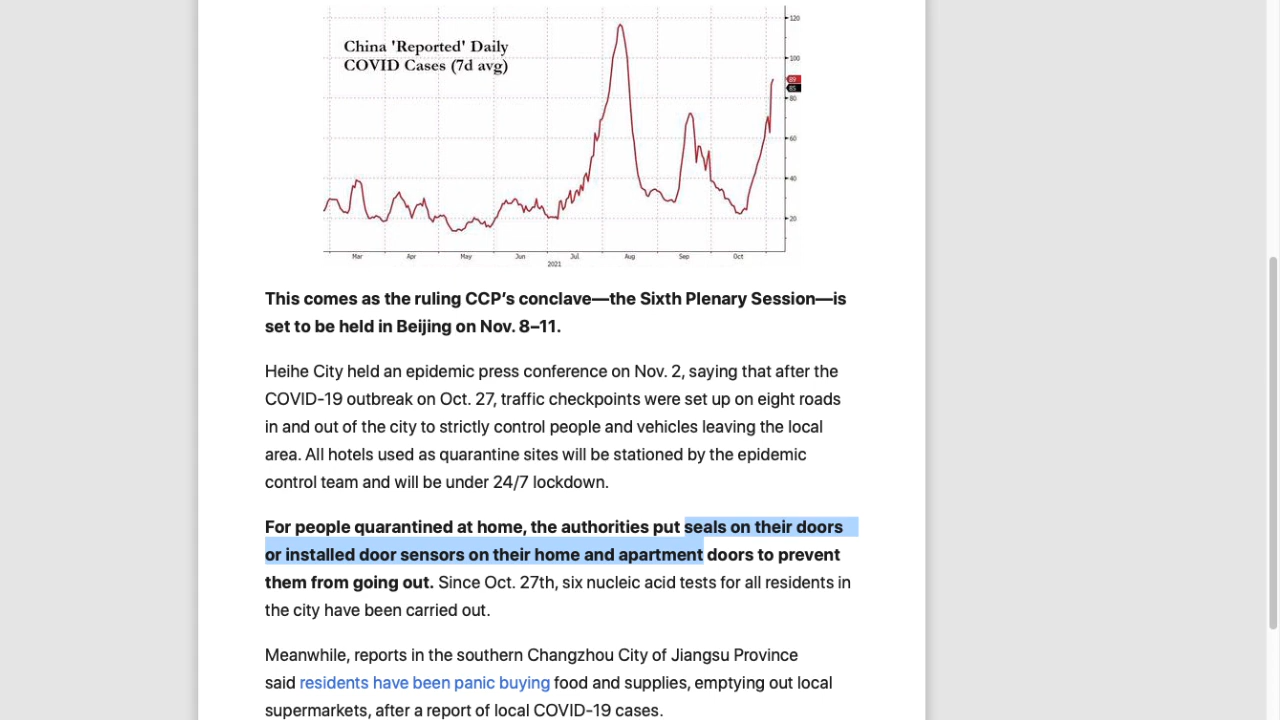 120
China 'Reported' Daily
COVID Cases (7d avg)
100
89
85
80
60
40
20
Mar Apr May Jun Jul Aug Sep Oct
2021
This comes as the ruling CCP’s conclave—the Sixth Plenary Session—is
set to be held in Beijing on Nov. 8–11.
Heihe City held an epidemic press conference on Nov. 2, saying that after the
COVID-19 outbreak on Oct. 27, traffic checkpoints were set up on eight roads
in and out of the city to strictly control people and vehicles leaving the local
area. All hotels used as quarantine sites will be stationed by the epidemic
control team and will be under 24/7 lockdown.
For people quarantined at home, the authorities put seals on their doors
or installed door sensors on their home and apartment doors to prevent
them from going out. Since Oct. 27th, six nucleic acid tests for all residents in
the city have been carried out.
Meanwhile, reports in the southern Changzhou City of Jiangsu Province
said residents have been panic buying food and supplies, emptying out local
supermarkets, after a report of local COVID-19 cases.